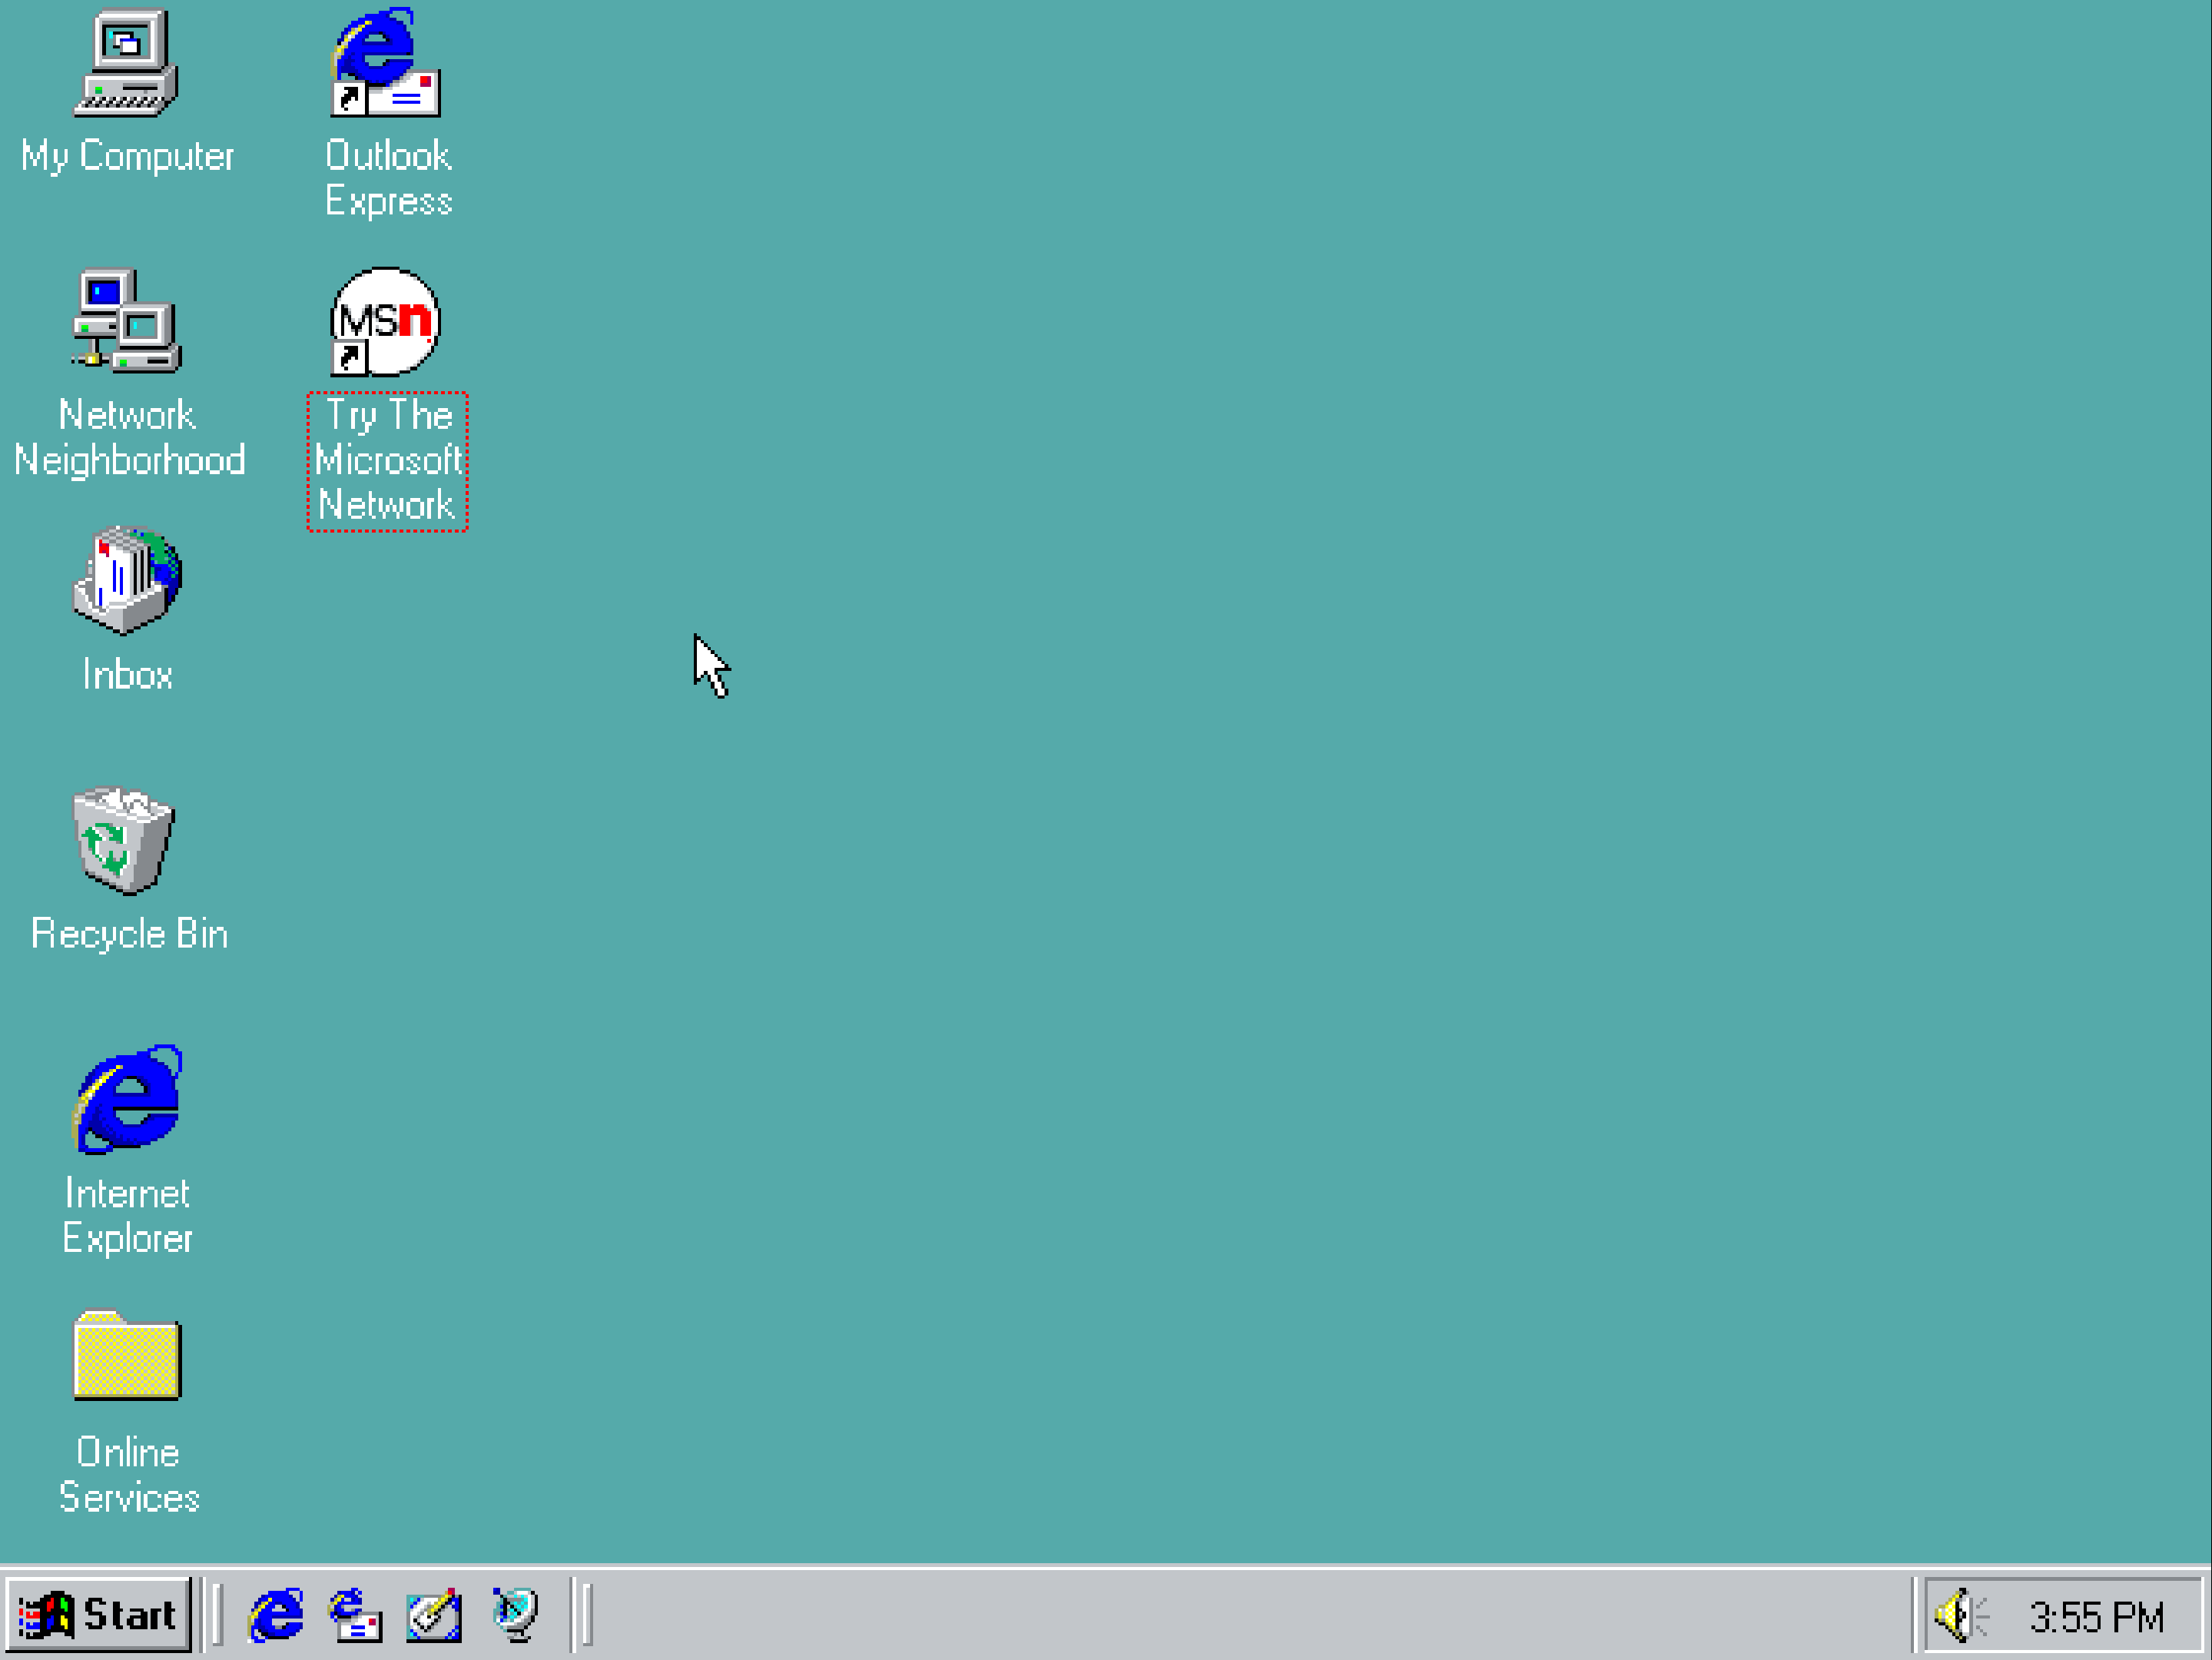 My Computer
Outlook
Express
Network
Neighborhood
MSn
Try The
Microsoft
Network
Inbox
Recycle Bin
Internet
Explorer
Online
Services
Start
3:55 PM